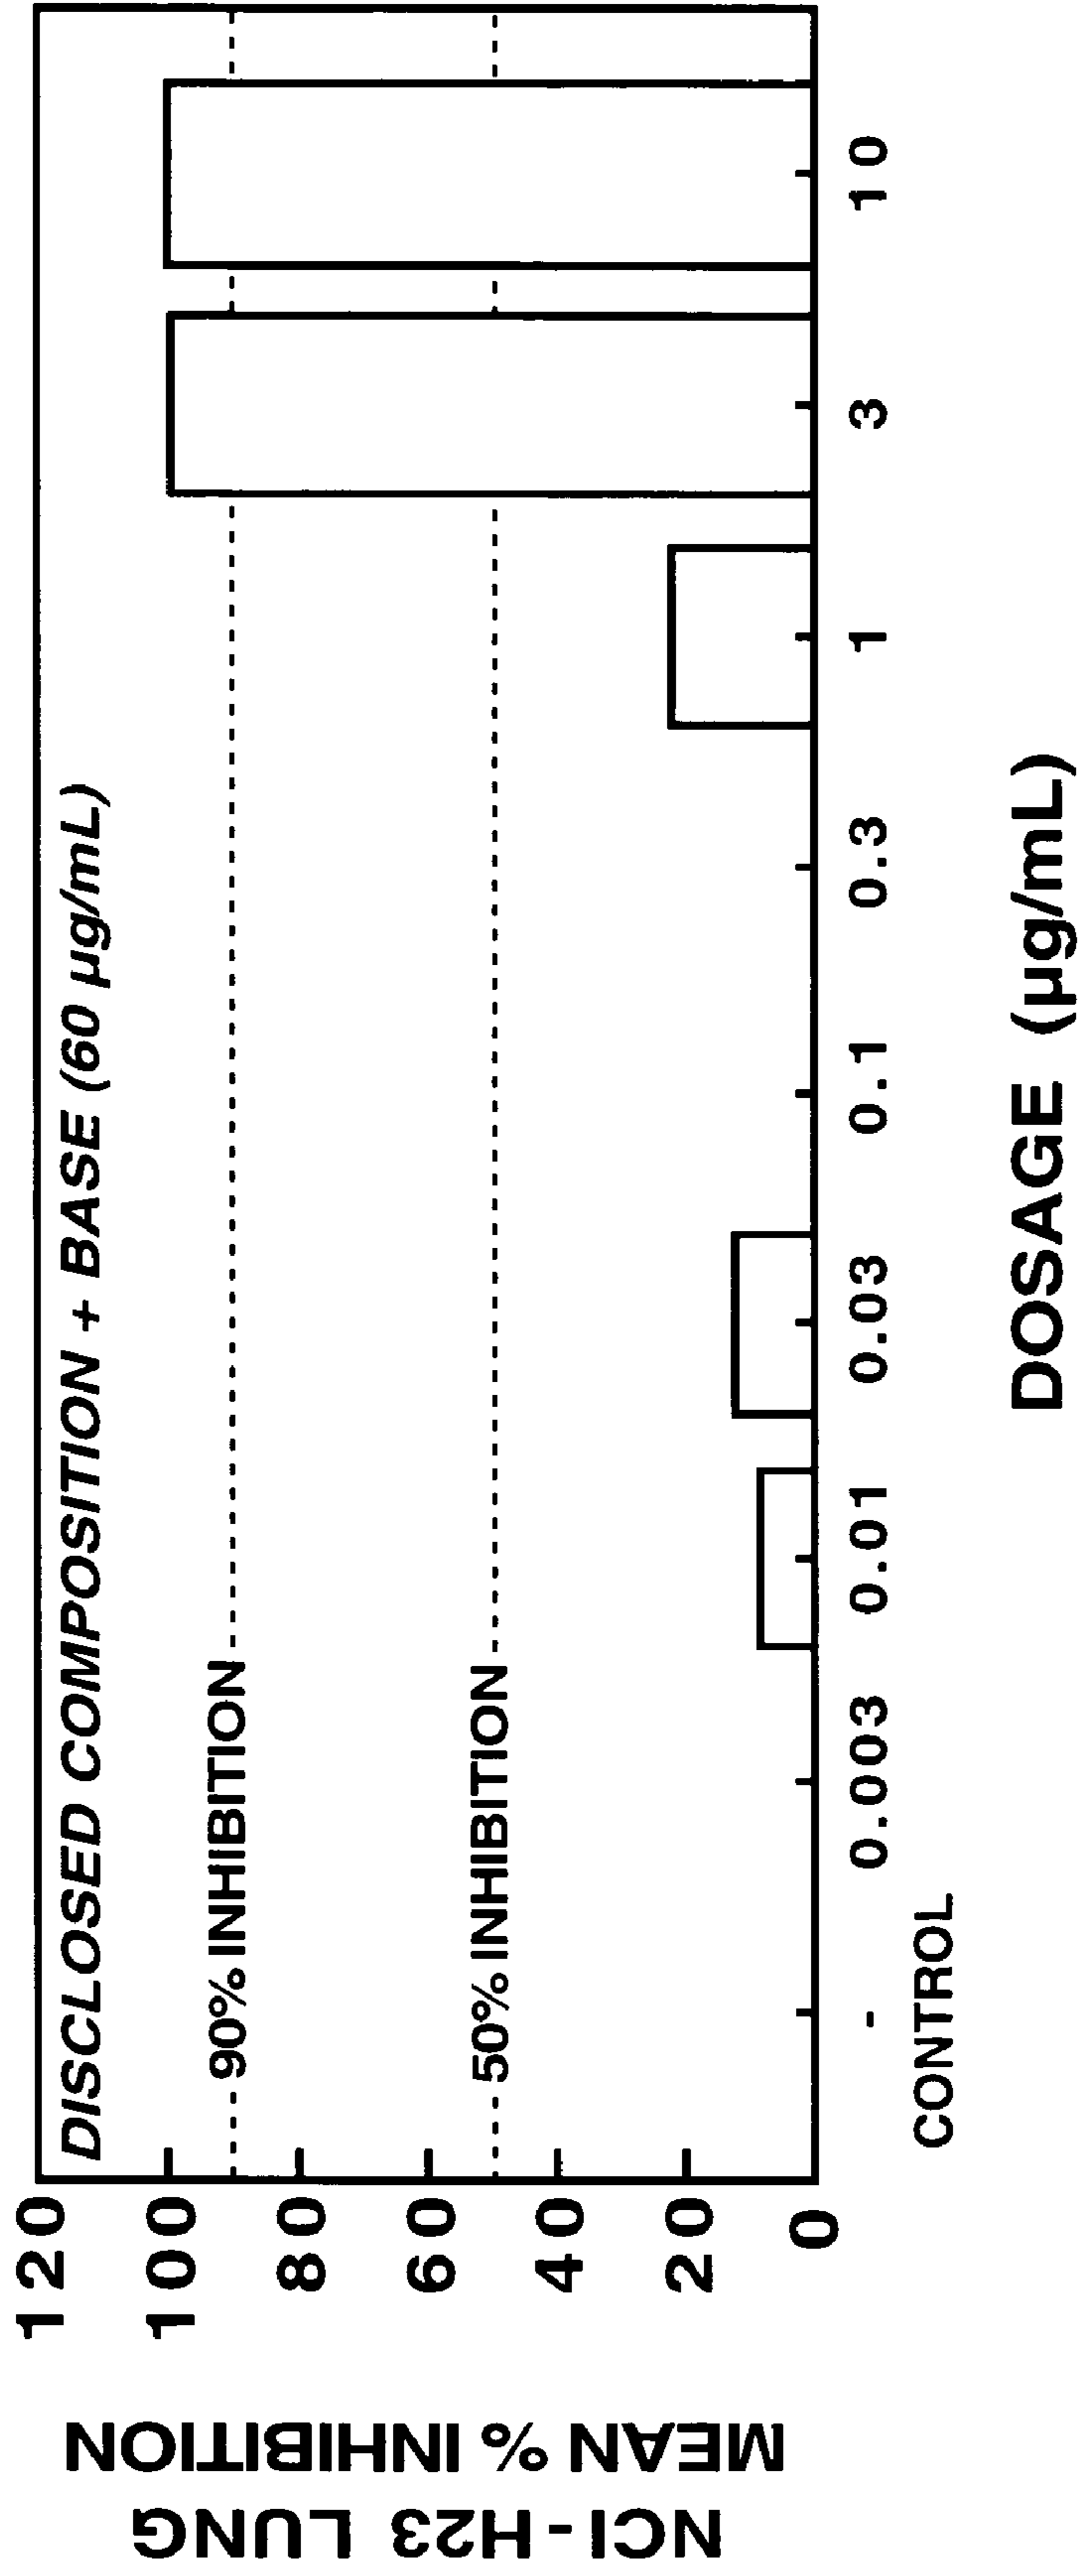 DISCLOSED COMPOSITION + BASE (60 µg/mL)
NCI-H23 LUNG
MEAN % INHIBITION
120
100
90% INHIBITION
80
60
50% INHIBITION
40
20
0
- 0.003 0.01 0.03 0.1 0.3 1 3 10
CONTROL
DOSAGE (µg/mL)